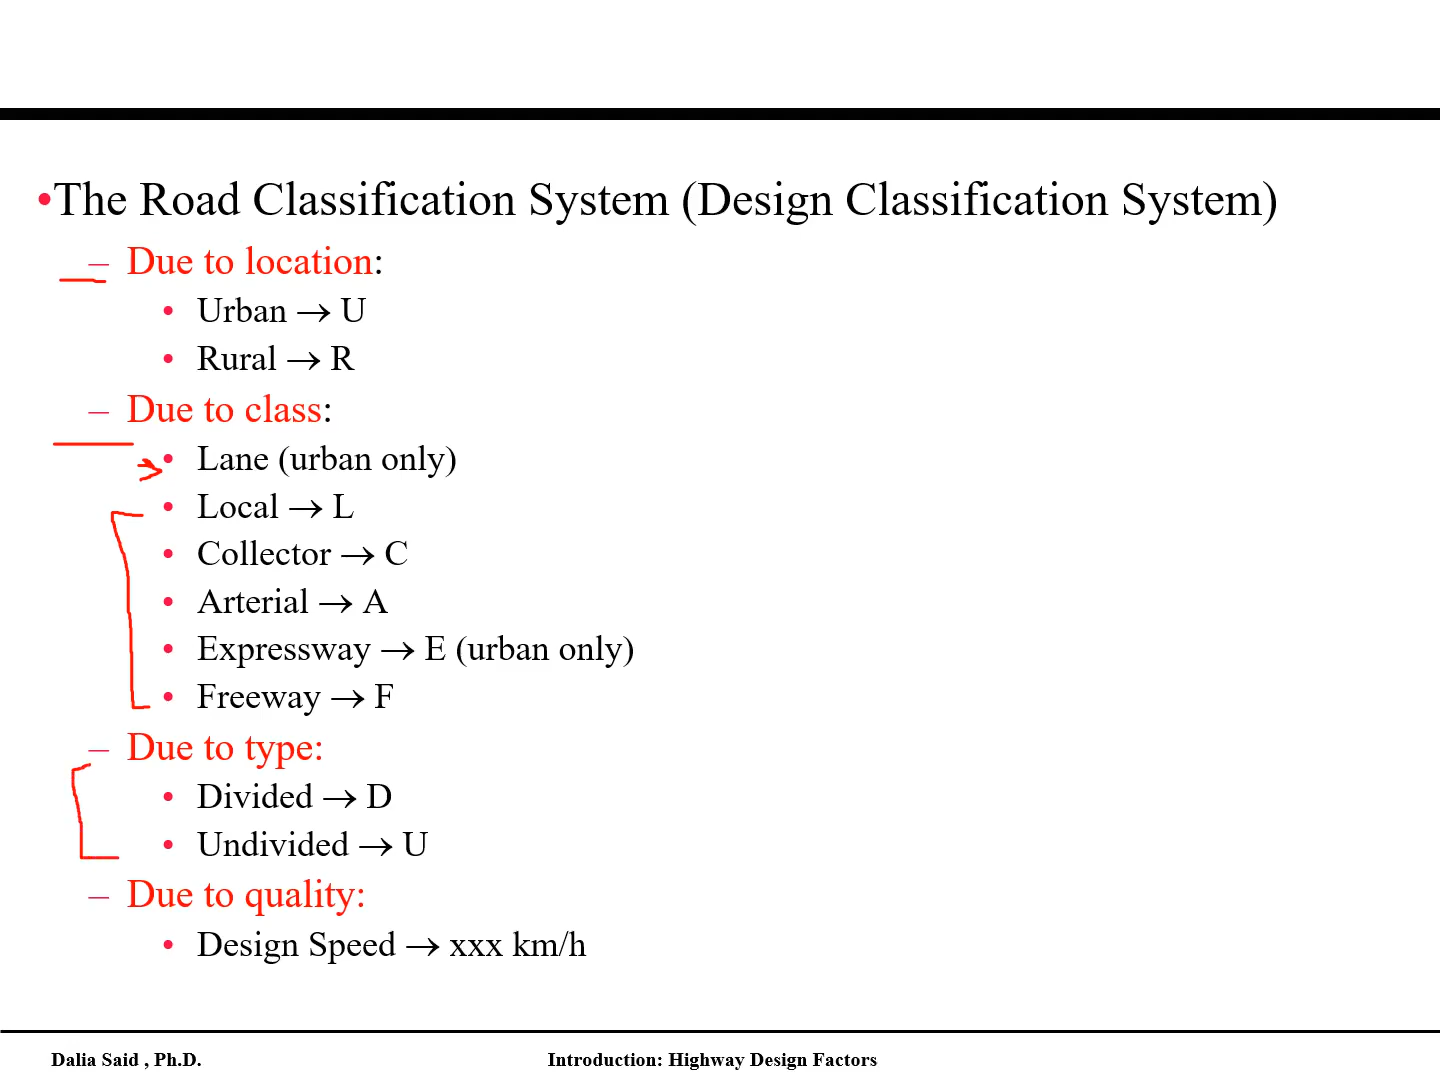 •The Road Classification System (Design Classification System)
– Due to location:
• Urban → U
• Rural → R
– Due to class:
• Lane (urban only)
• Local → L
• Collector → C
• Arterial → A
• Expressway → E (urban only)
• Freeway → F
– Due to type:
• Divided → D
• Undivided → U
– Due to quality:
• Design Speed → xxx km/h
Dalia Said , Ph.D. Introduction: Highway Design Factors